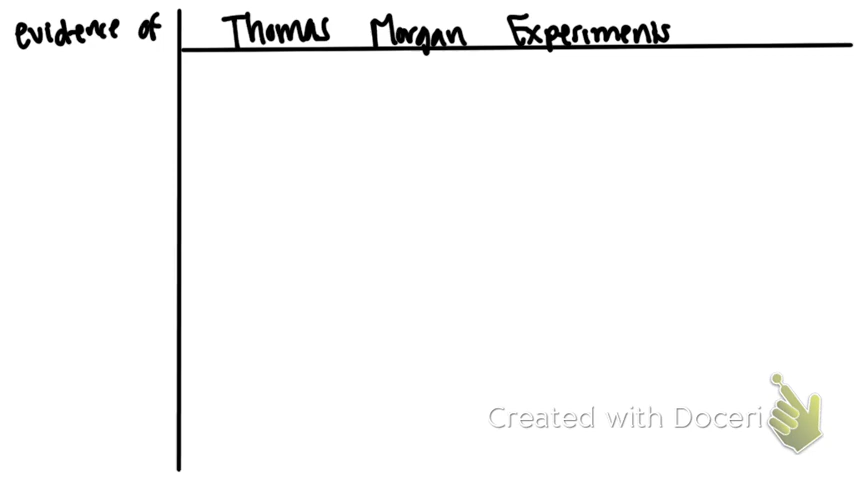 evidence of
Thomas Morgan Experiments
Created with Doceri